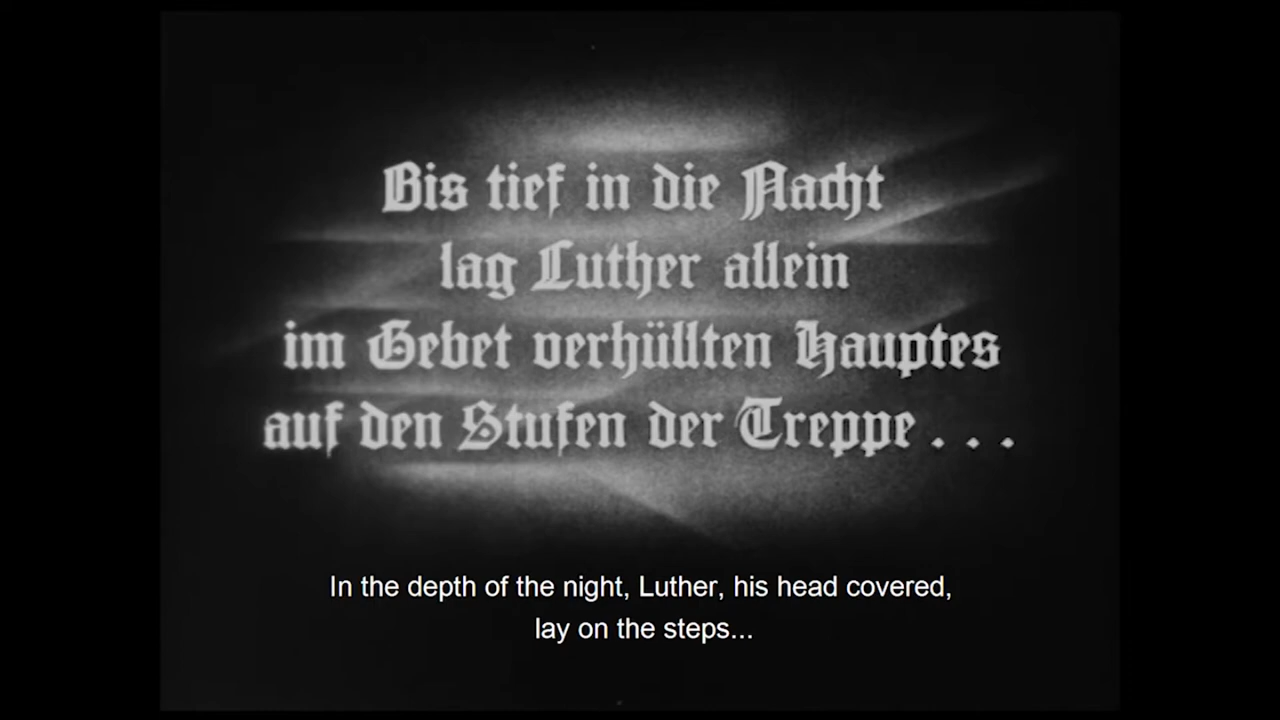 Bis tief in die Nacht
lag Luther allein
im Gebet verhüllten Hauptes
auf den Stufen der Treppe . . .
In the depth of the night, Luther, his head covered,
lay on the steps...